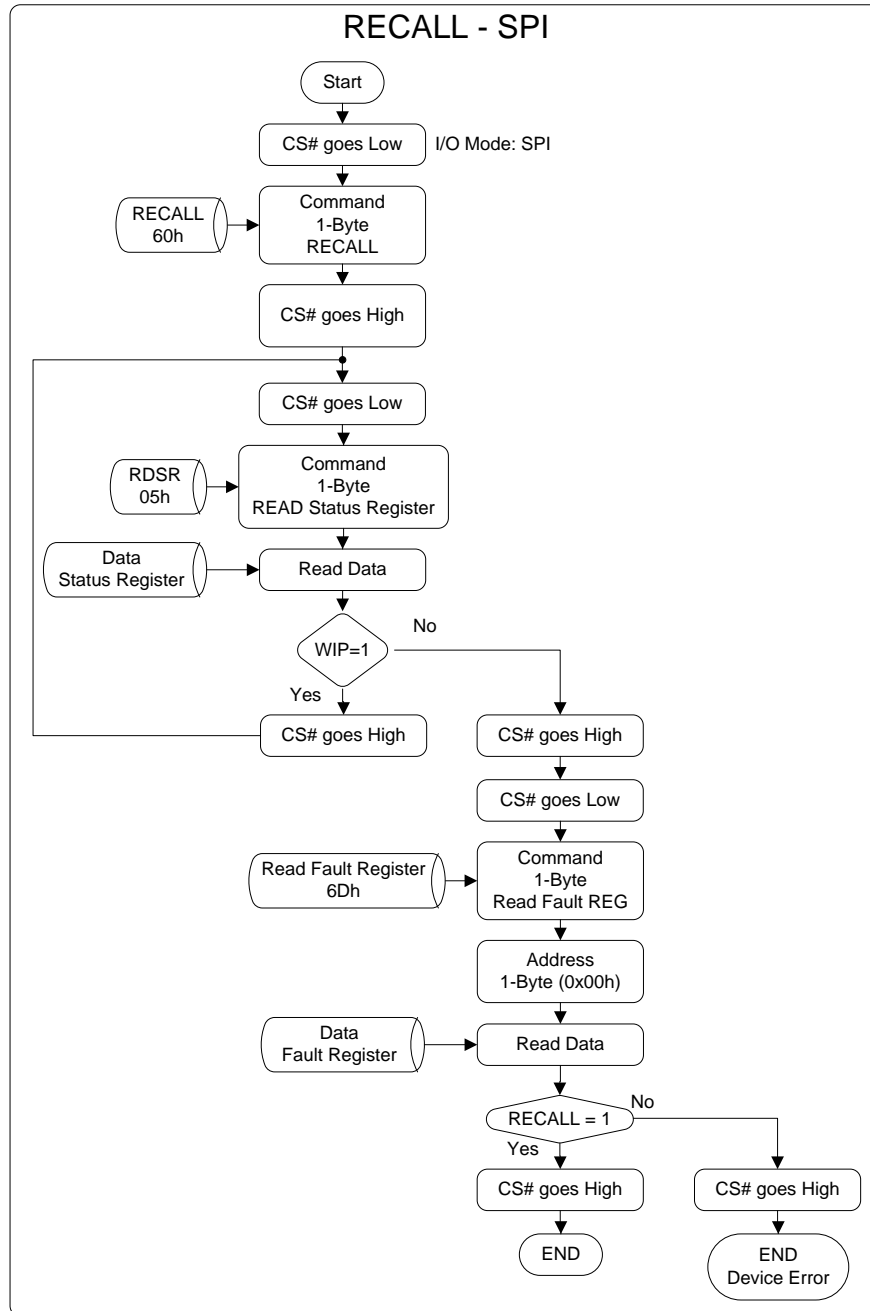 RECALL - SPI
Start
CS# goes Low
I/O Mode: SPI
RECALL
60h
Command
1-Byte
RECALL
CS# goes High
CS# goes Low
RDSR
05h
Command
1-Byte
READ Status Register
Data
Status Register
Read Data
WIP=1
No
Yes
CS# goes High
CS# goes High
CS# goes Low
Read Fault Register
6Dh
Command
1-Byte
Read Fault REG
Address
1-Byte (0x00h)
Data
Fault Register
Read Data
RECALL = 1
No
Yes
CS# goes High
CS# goes High
END
END
Device Error